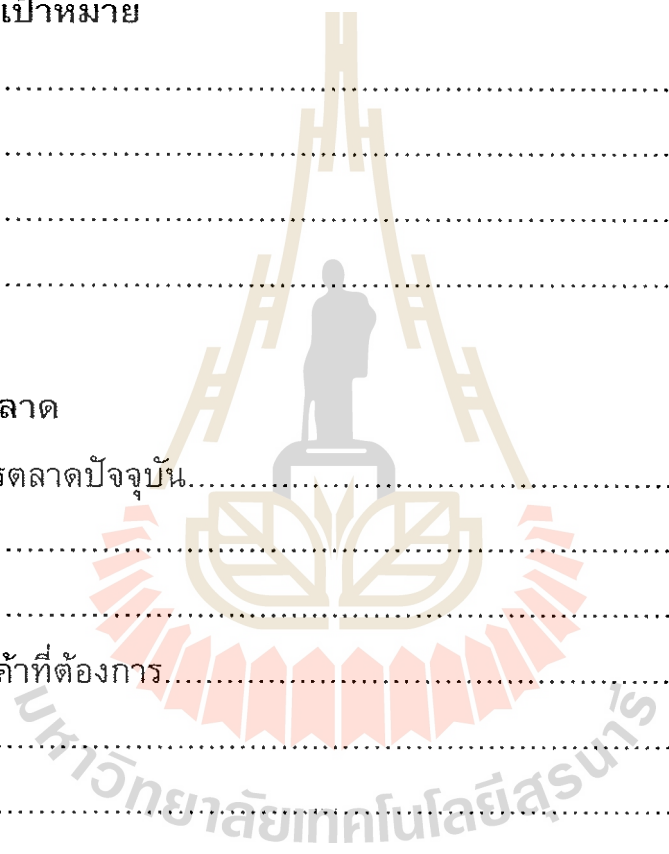 เป้าหมาย
ลาด
รตลาดปัจจุบัน
ค้าที่ต้องการ
มหาวิทยาลัยเทคโนโลยีสุรนารี